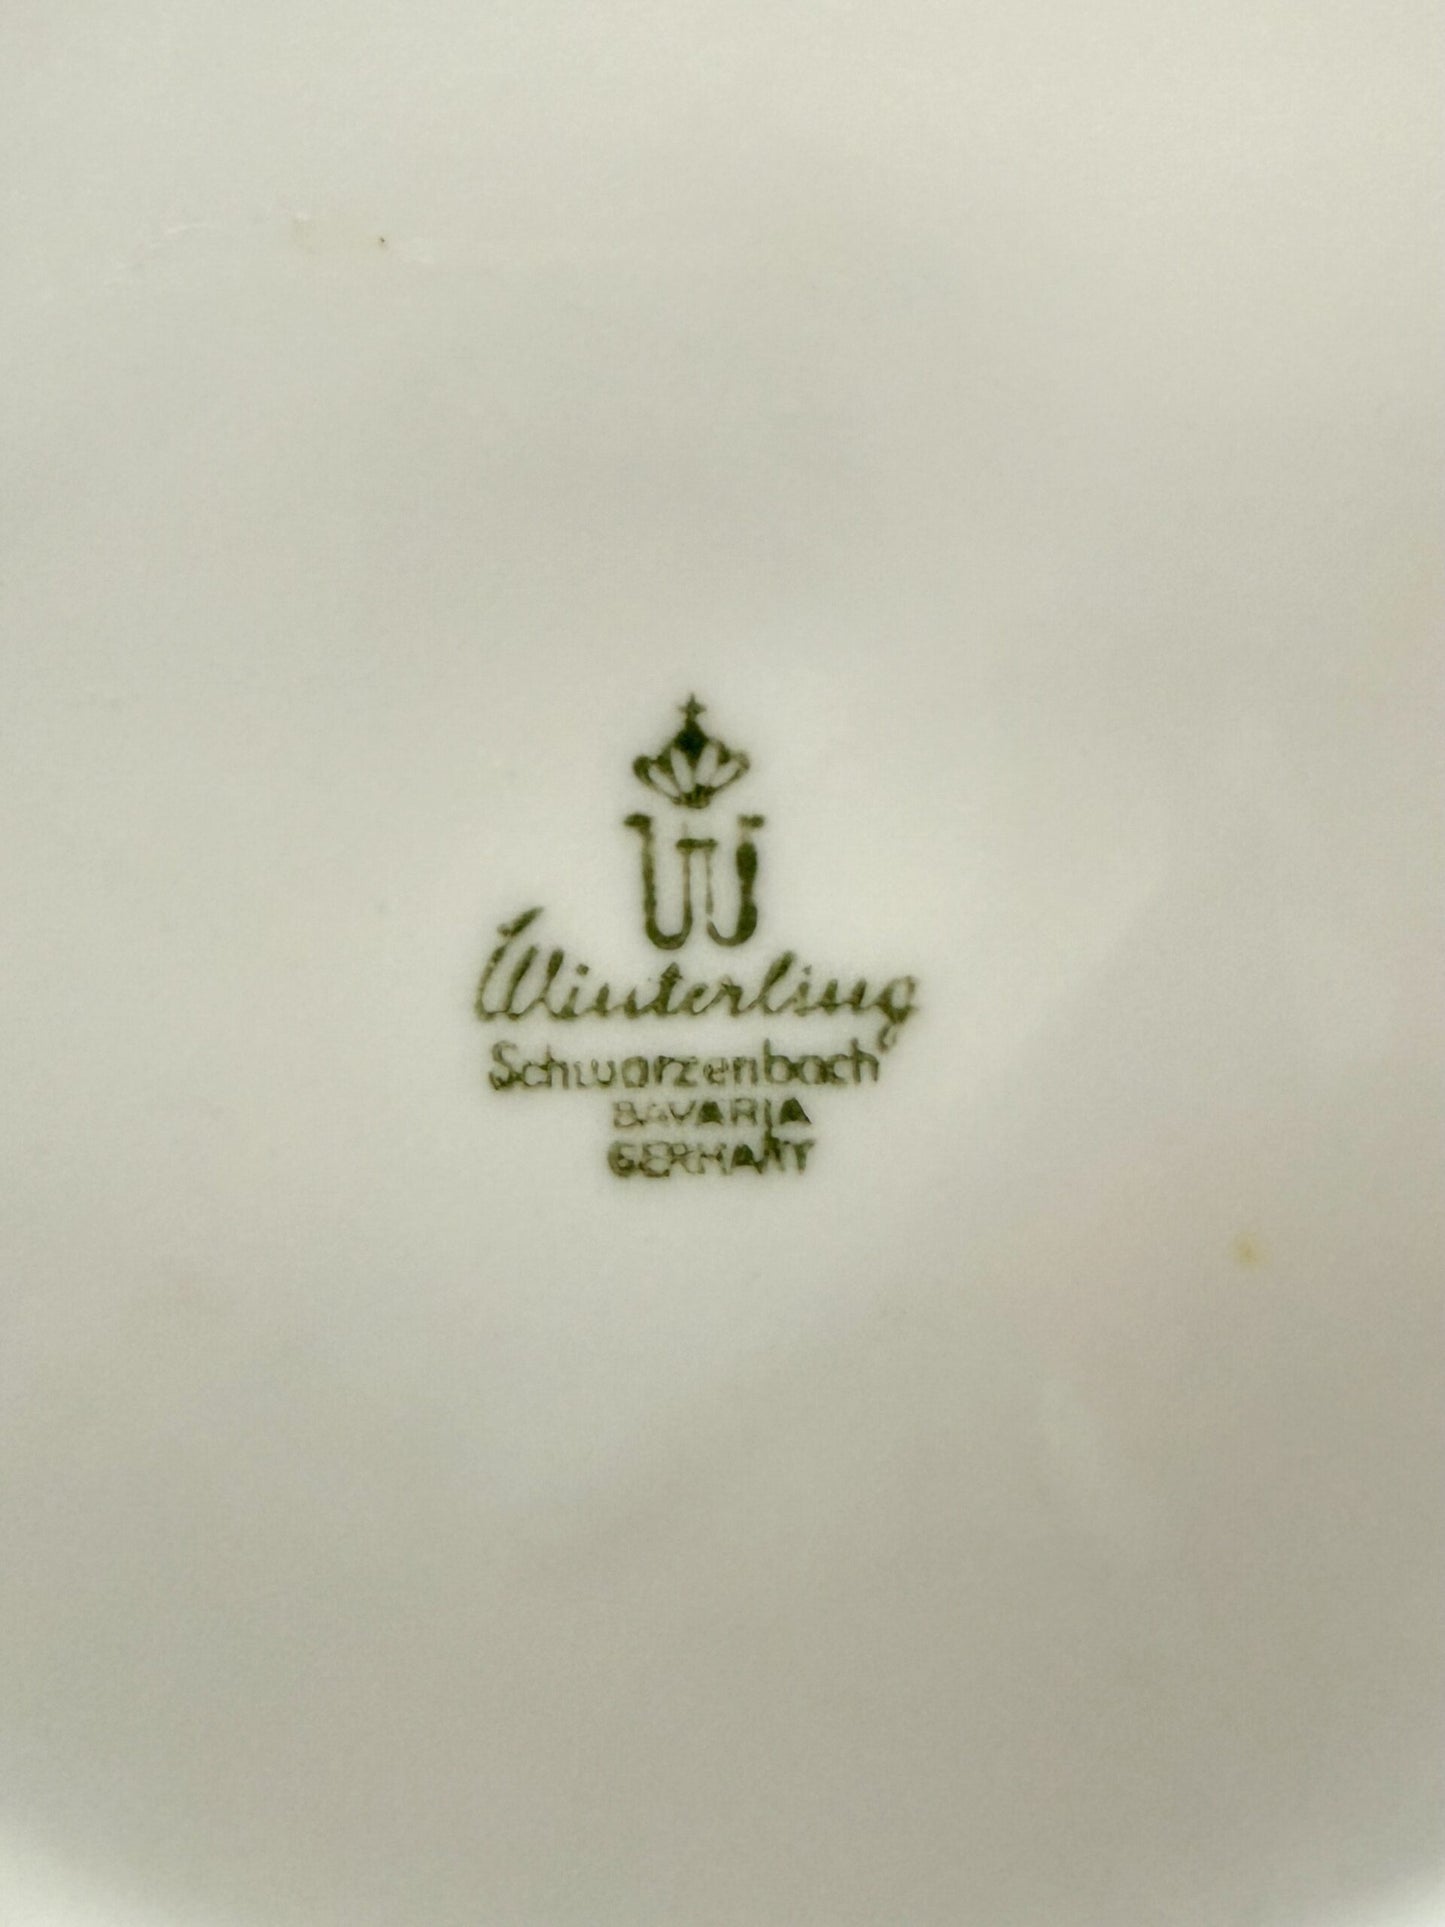 W
Winterling
Schwarzenbach
BAVARIA
GERMANY